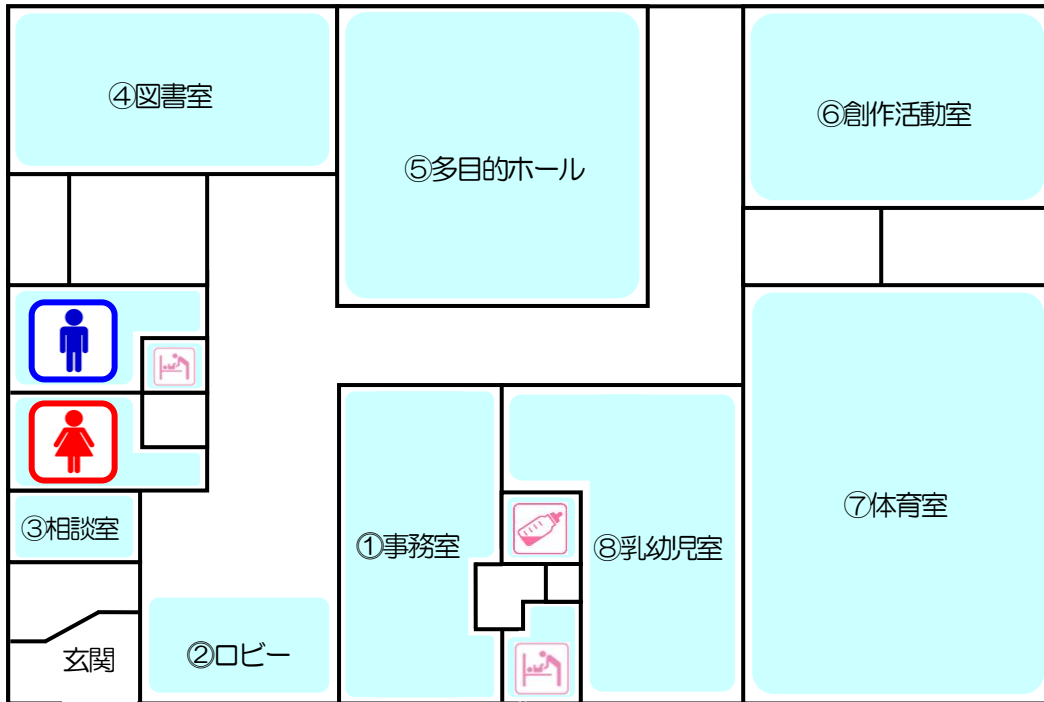 ④図書室
⑤多目的ホール
⑥創作活動室
③相談室
①事務室
⑧乳幼児室
⑦体育室
玄関
②ロビー